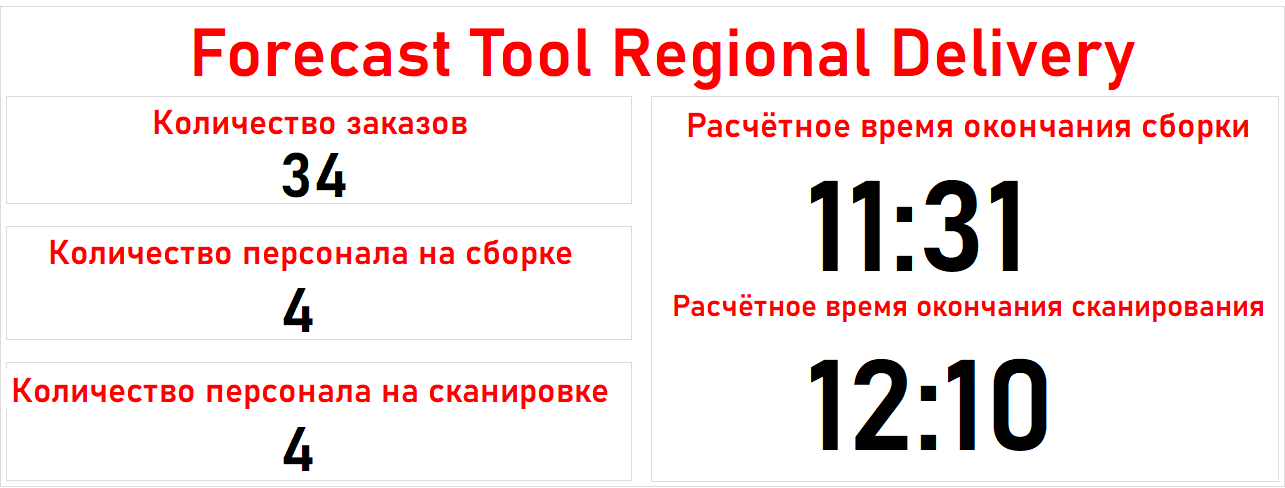 Forecast Tool Regional Delivery
Количество заказов
34
Количество персонала на сборке
4
Количество персонала на сканировке
4
Расчётное время окончания сборки
11:31
Расчётное время окончания сканирования
12:10